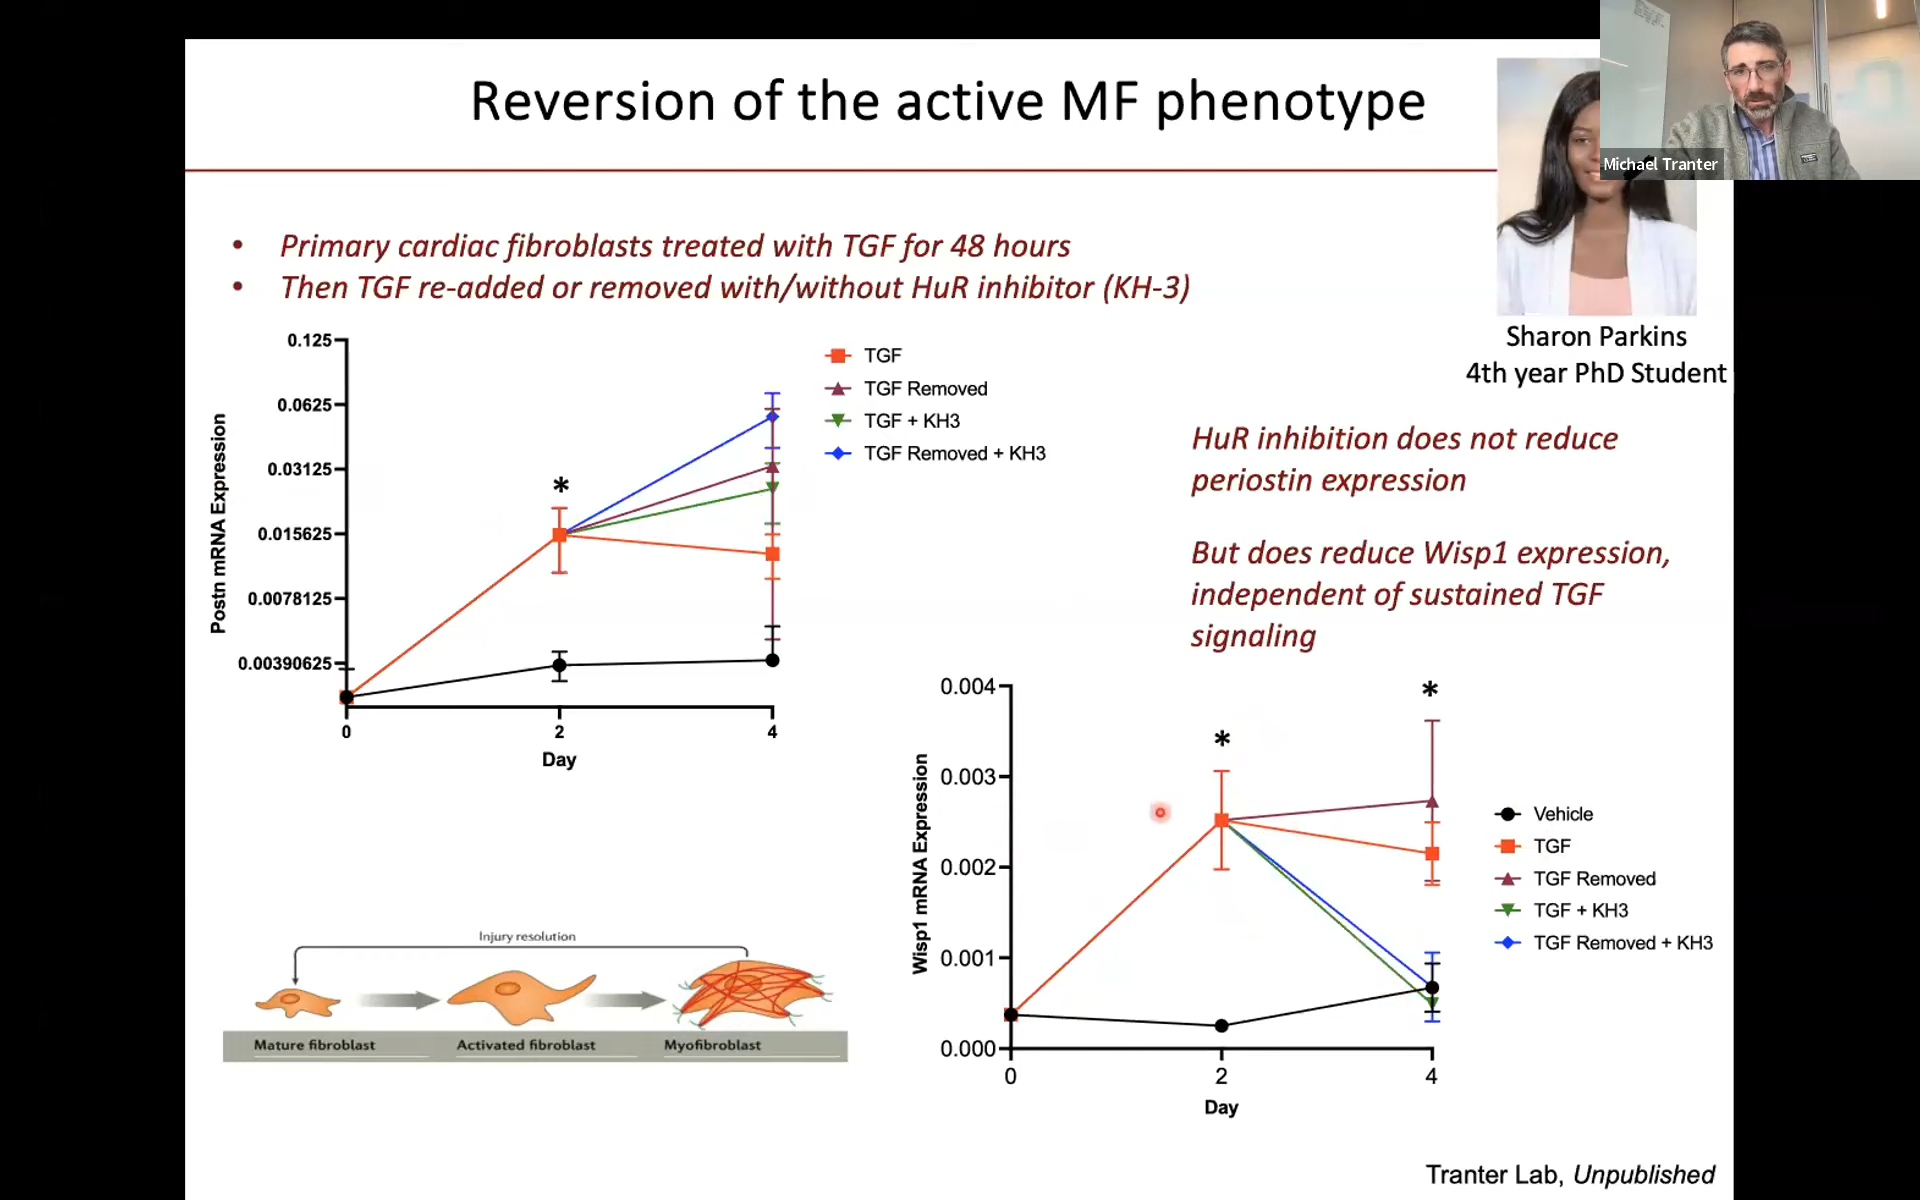 Reversion of the active MF phenotype
Michael Tranter
• Primary cardiac fibroblasts treated with TGF for 48 hours
• Then TGF re-added or removed with/without HuR inhibitor (KH-3)
Sharon Parkins
4th year PhD Student
Postn mRNA Expression
0.125
0.0625
0.03125
0.015625
0.0078125
0.00390625
*
0 2 4
Day
TGF
TGF Removed
TGF + KH3
TGF Removed + KH3
HuR inhibition does not reduce
periostin expression
But does reduce Wisp1 expression,
independent of sustained TGF
signaling
Wisp1 mRNA Expression
0.004
0.003
0.002
0.001
0.000
* *
0 2 4
Day
Vehicle
TGF
TGF Removed
TGF + KH3
TGF Removed + KH3
Injury resolution
Mature fibroblast Activated fibroblast Myofibroblast
Tranter Lab, Unpublished